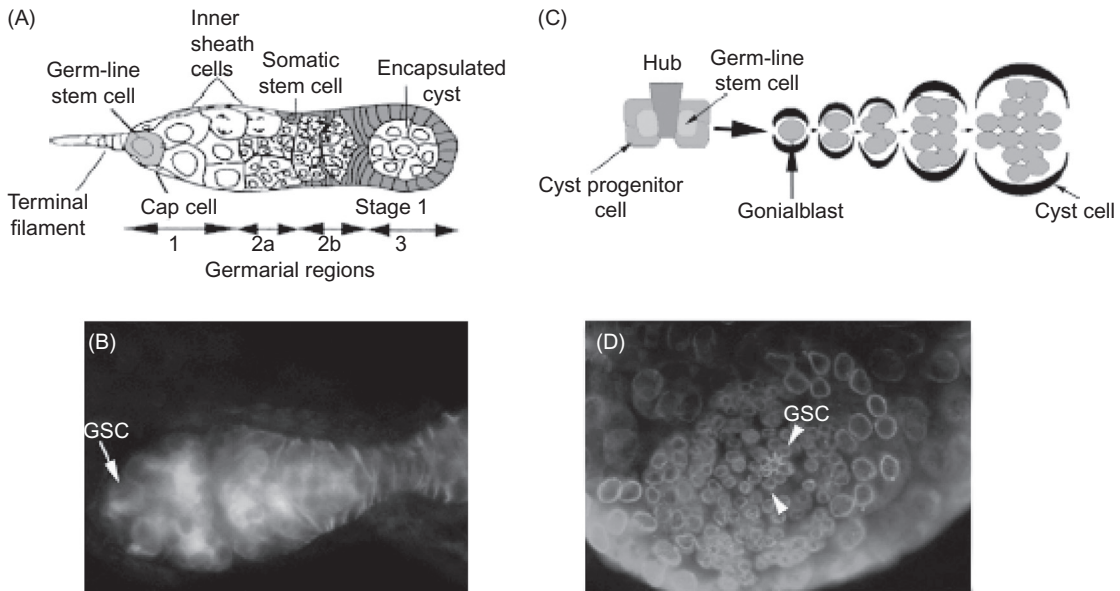 (A)
Inner
sheath
cells
Germ-line
stem cell
Somatic
stem cell
Encapsulated
cyst
Terminal
filament
Cap cell
Stage 1
1
2a
2b
3
Germarial regions
(C)
Hub
Germ-line
stem cell
Cyst progenitor
cell
Gonialblast
Cyst cell
(B)
GSC
(D)
GSC